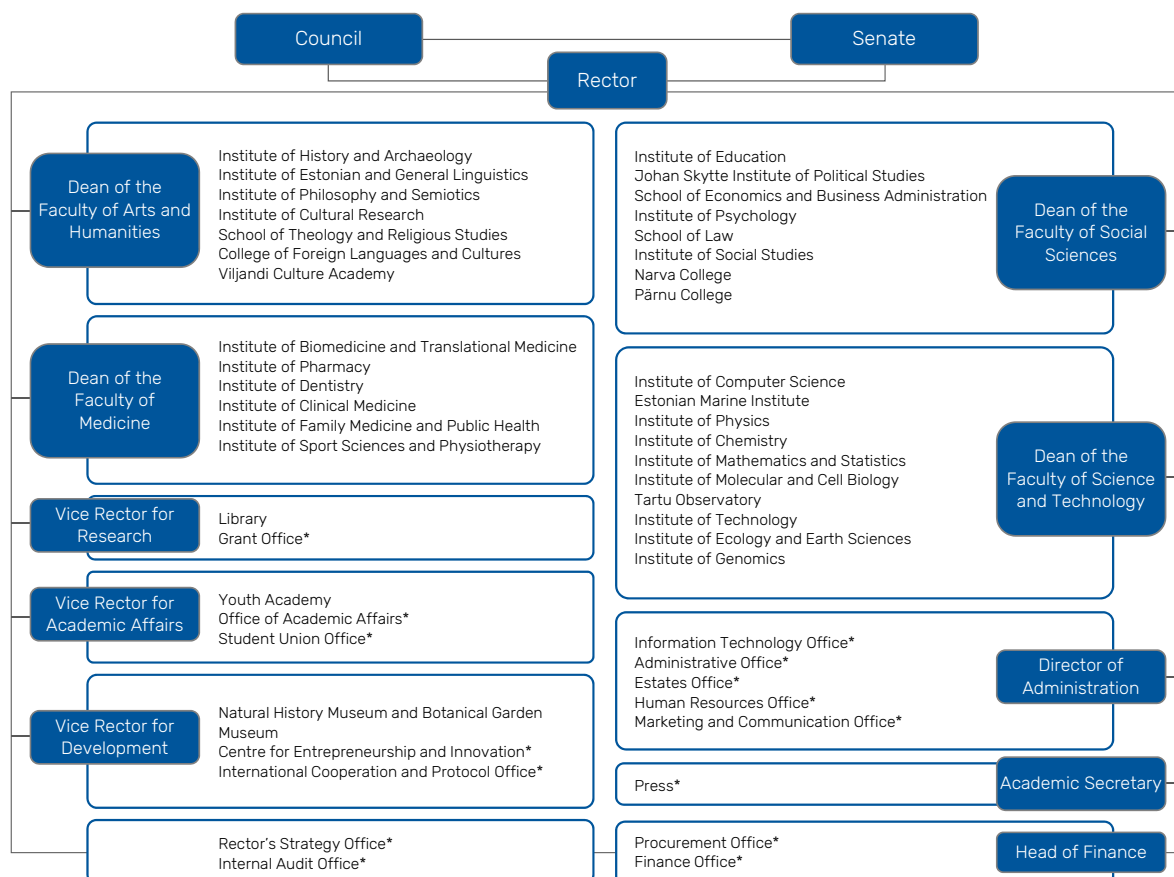 Council
Senate
Rector
Dean of the
Faculty of Arts and
Humanities
Institute of History and Archaeology
Institute of Estonian and General Linguistics
Institute of Philosophy and Semiotics
Institute of Cultural Research
School of Theology and Religious Studies
College of Foreign Languages and Cultures
Viljandi Culture Academy
Institute of Education
Johan Skytte Institute of Political Studies
School of Economics and Business Administration
Institute of Psychology
School of Law
Institute of Social Studies
Narva College
Pärnu College
Dean of the
Faculty of Social
Sciences
Dean of the
Faculty of
Medicine
Institute of Biomedicine and Translational Medicine
Institute of Pharmacy
Institute of Dentistry
Institute of Clinical Medicine
Institute of Family Medicine and Public Health
Institute of Sport Sciences and Physiotherapy
Institute of Computer Science
Estonian Marine Institute
Institute of Physics
Institute of Chemistry
Institute of Mathematics and Statistics
Institute of Molecular and Cell Biology
Tartu Observatory
Institute of Technology
Institute of Ecology and Earth Sciences
Institute of Genomics
Dean of the
Faculty of Science
and Technology
Vice Rector for
Research
Library
Grant Office*
Vice Rector for
Academic Affairs
Youth Academy
Office of Academic Affairs*
Student Union Office*
Information Technology Office*
Administrative Office*
Estates Office*
Human Resources Office*
Marketing and Communication Office*
Director of
Administration
Vice Rector for
Development
Natural History Museum and Botanical Garden
Museum
Centre for Entrepreneurship and Innovation*
International Cooperation and Protocol Office*
Press*
Academic Secretary
Rector's Strategy Office*
Internal Audit Office*
Procurement Office*
Finance Office*
Head of Finance